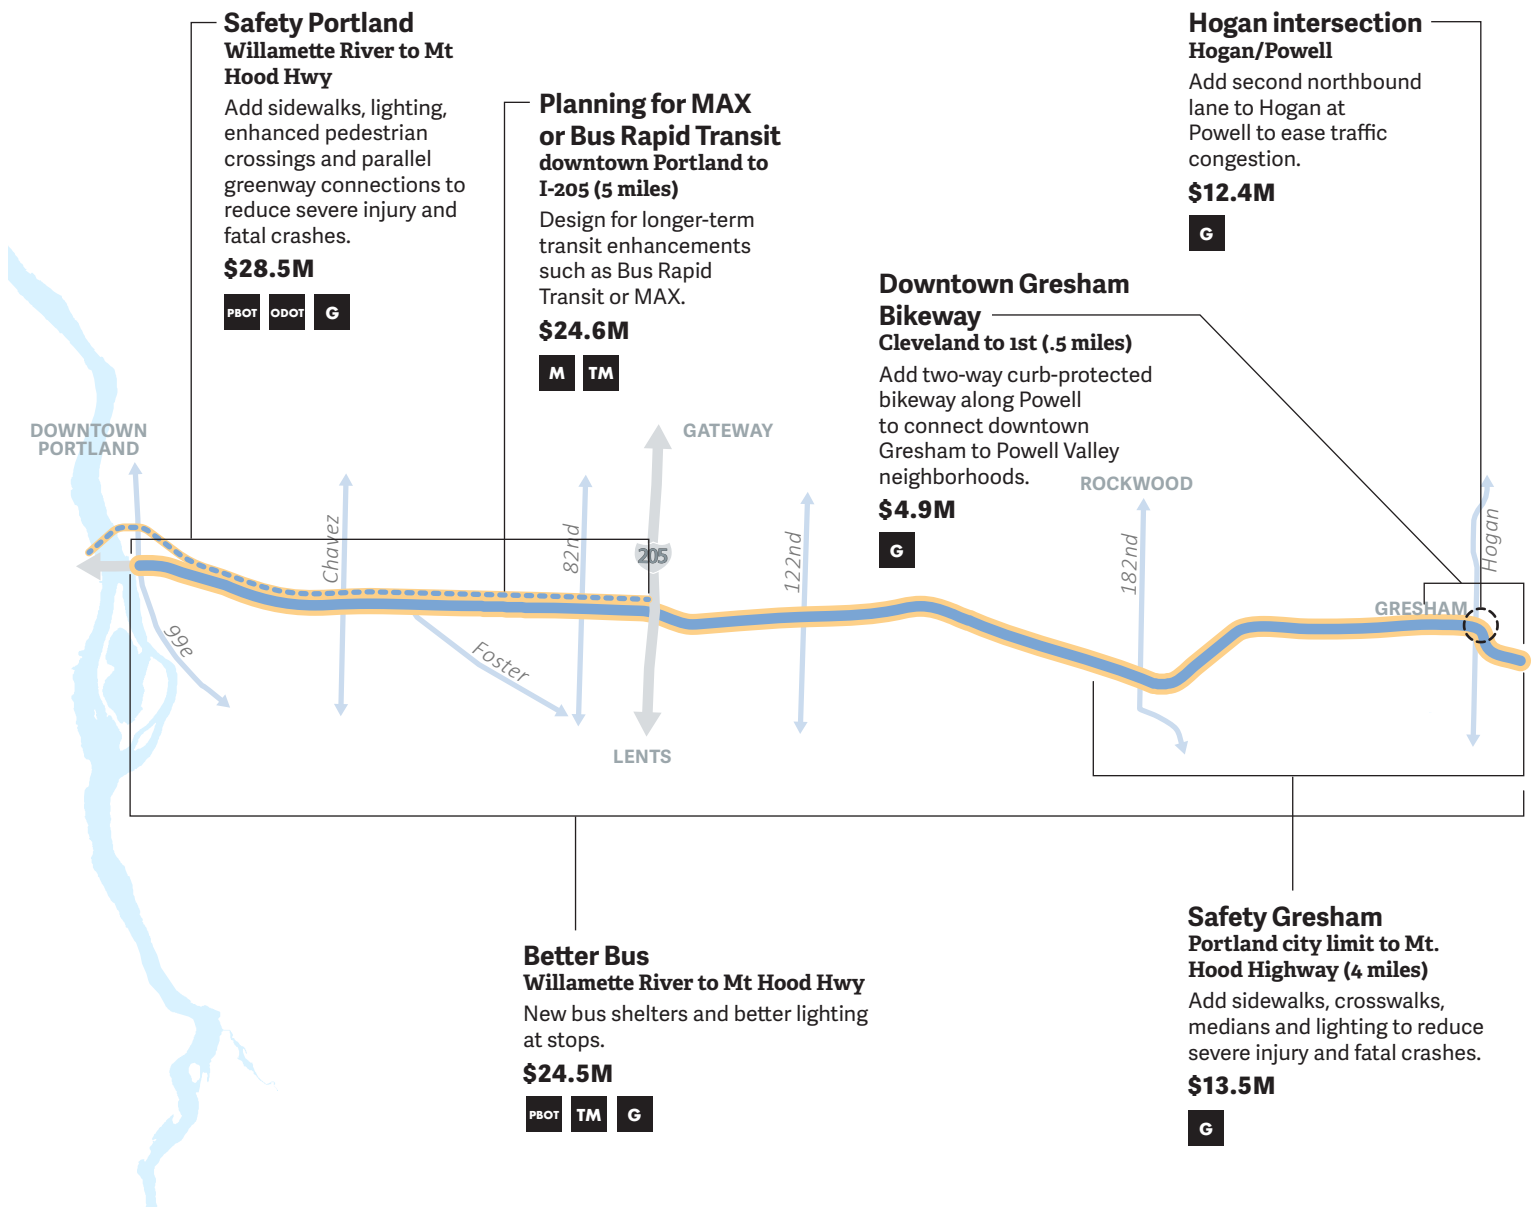 Safety Portland
Willamette River to Mt
Hood Hwy
Add sidewalks, lighting,
enhanced pedestrian
crossings and parallel
greenway connections to
reduce severe injury and
fatal crashes.
$28.5M
PBOT ODOT G
Planning for MAX
or Bus Rapid Transit
downtown Portland to
I-205 (5 miles)
Design for longer-term
transit enhancements
such as Bus Rapid
Transit or MAX.
$24.6M
M TM
Hogan intersection
Hogan/Powell
Add second northbound
lane to Hogan at
Powell to ease traffic
congestion.
$12.4M
G
Downtown Gresham
Bikeway
Cleveland to 1st (.5 miles)
Add two-way curb-protected
bikeway along Powell
to connect downtown
Gresham to Powell Valley
neighborhoods.
$4.9M
G
DOWNTOWN
PORTLAND
GATEWAY
ROCKWOOD
Chavez
82nd
205
122nd
182nd
Hogan
GRESHAM
99e
Foster
LENTS
Better Bus
Willamette River to Mt Hood Hwy
New bus shelters and better lighting
at stops.
$24.5M
PBOT TM G
Safety Gresham
Portland city limit to Mt.
Hood Highway (4 miles)
Add sidewalks, crosswalks,
medians and lighting to reduce
severe injury and fatal crashes.
$13.5M
G